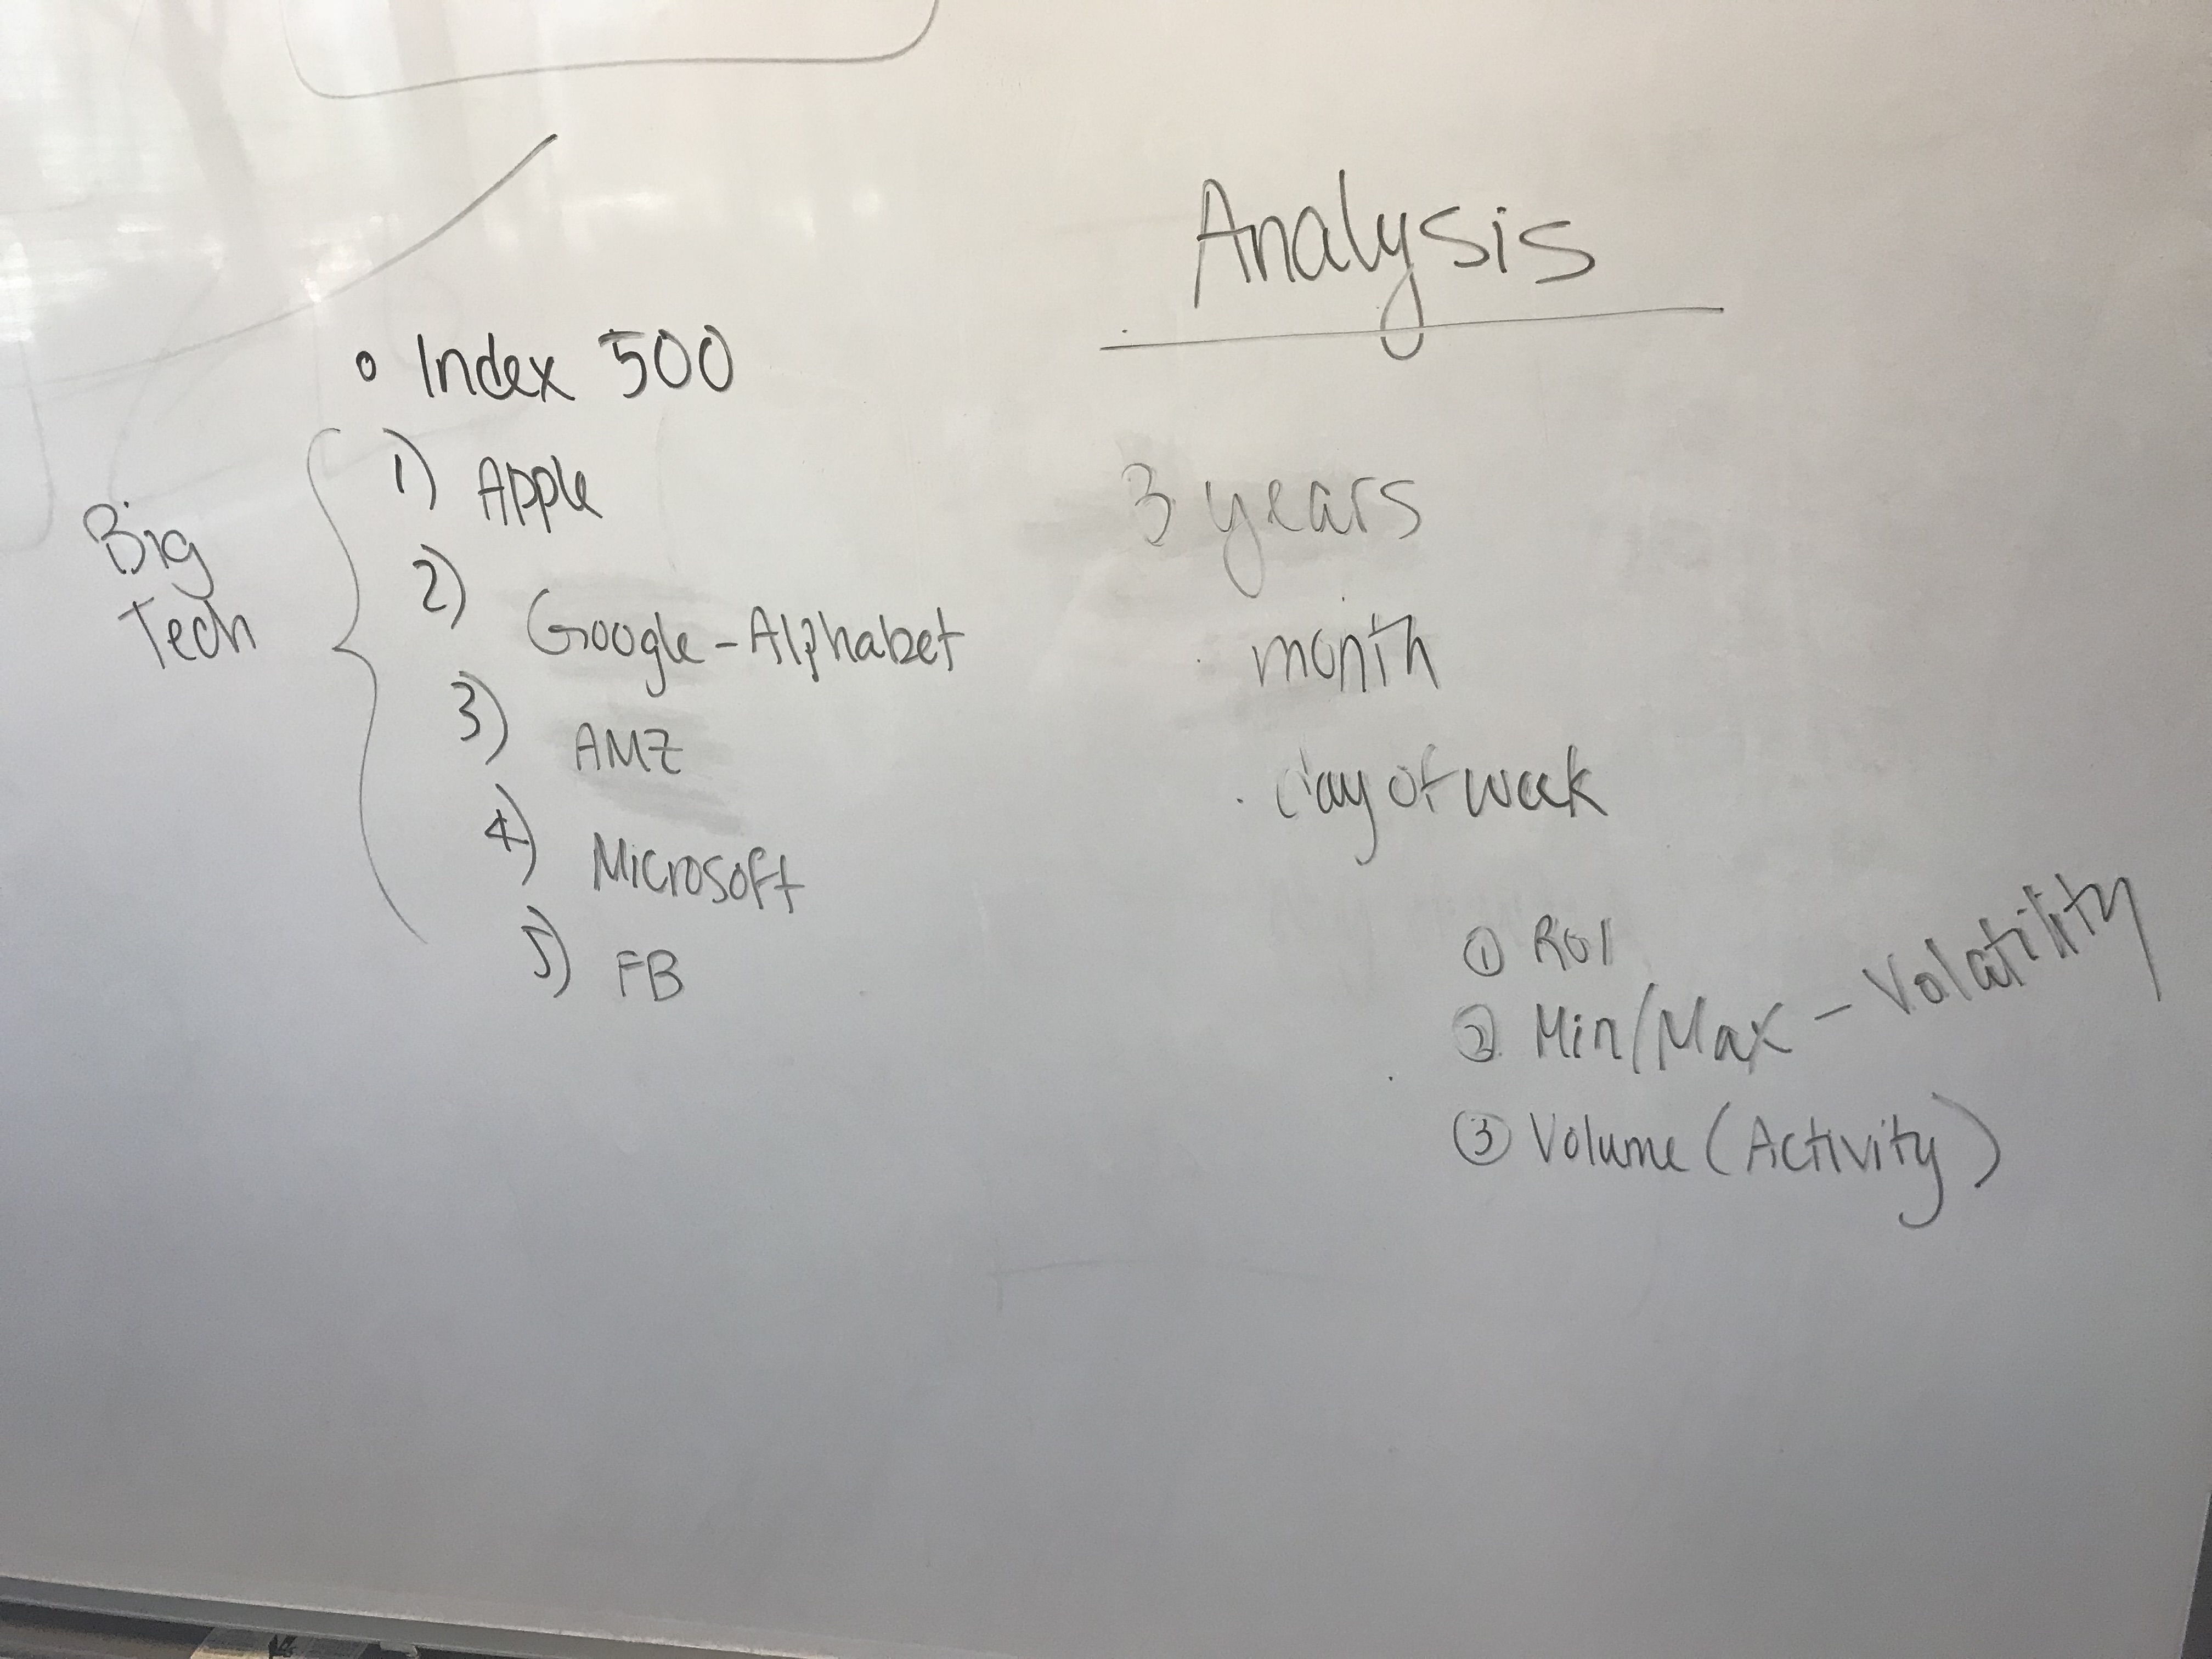 Analysis
° Index 500
Big
Tech
1) Apple
2) Google-Alphabet
3) AMZ
4) Microsoft
5) FB
3 years
· month
· day of week
① ROI
② Min/Max - Volatility
③ Volume (Activity)